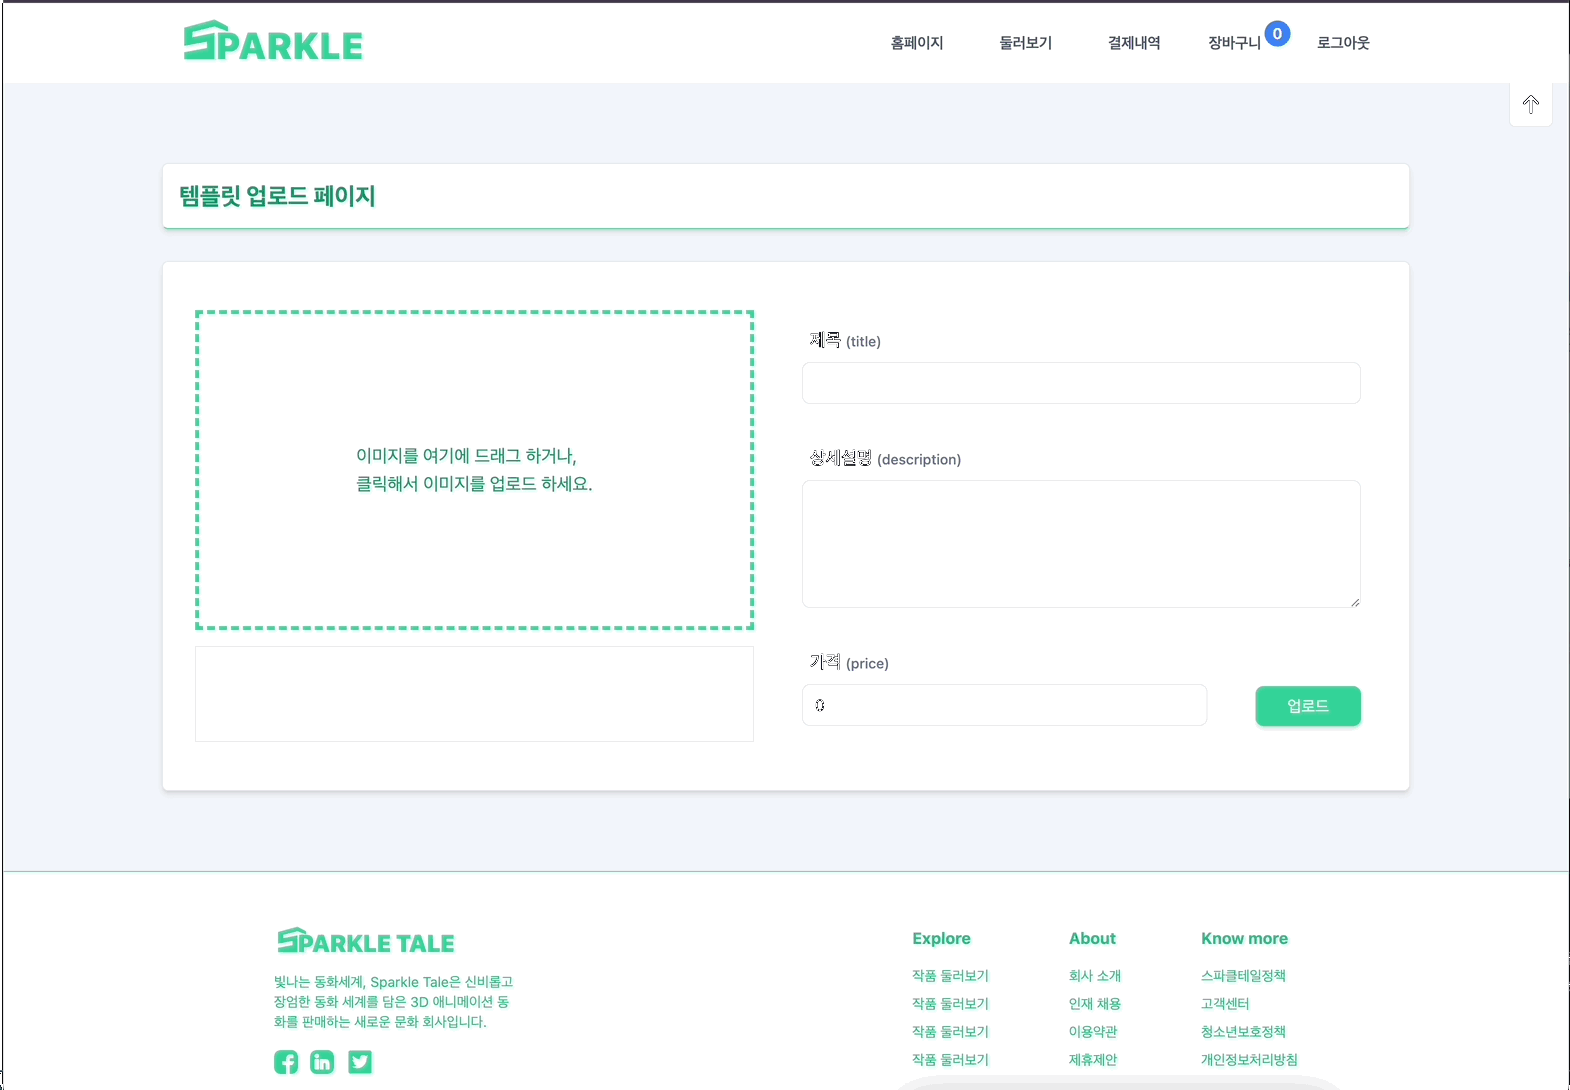 SPARKLE
홈페이지
둘러보기
결제내역
장바구니
0
로그아웃
템플릿 업로드 페이지
이미지를 여기에 드래그 하거나,
클릭해서 이미지를 업로드 하세요.
제목 (title)
상세설명 (description)
가격 (price)
0
업로드
SPARKLE TALE
빛나는 동화세계, Sparkle Tale은 신비롭고
장엄한 동화 세계를 담은 3D 애니메이션 동
화를 판매하는 새로운 문화 회사입니다.
Explore
작품 둘러보기
작품 둘러보기
작품 둘러보기
작품 둘러보기
About
회사 소개
인재 채용
이용약관
제휴제안
Know more
스파클테일정책
고객센터
청소년보호정책
개인정보처리방침